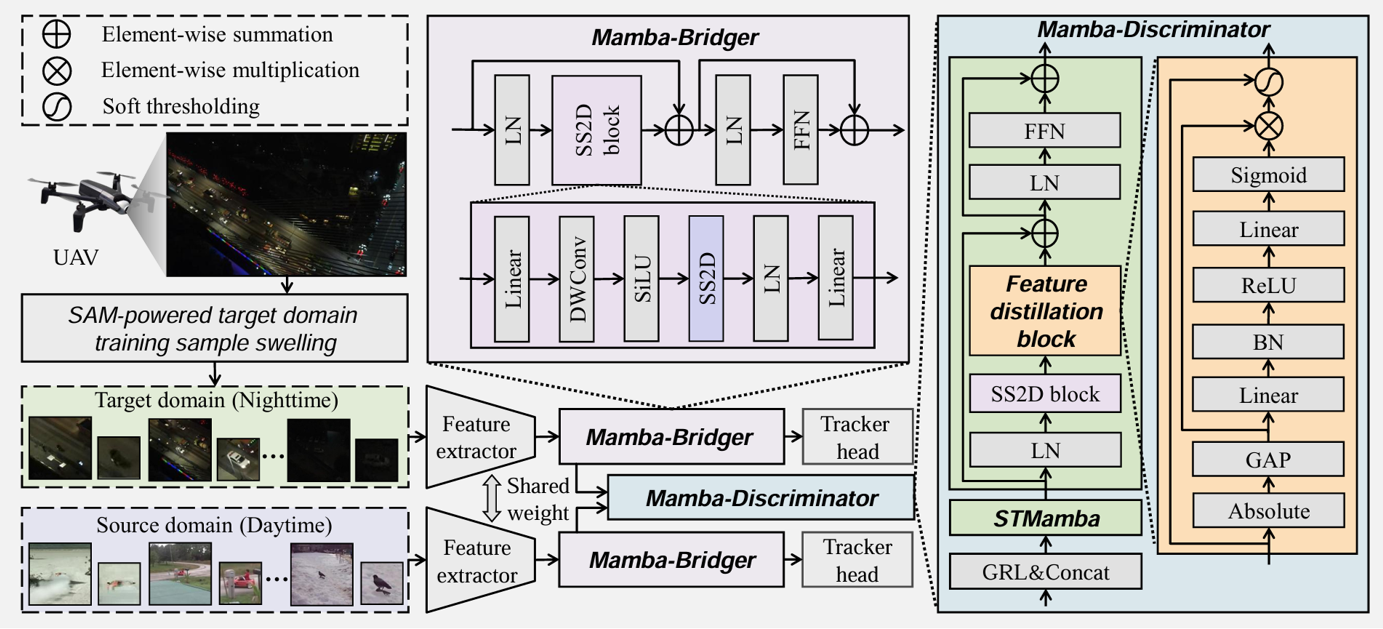 Element-wise summation
Element-wise multiplication
Soft thresholding
UAV
SAM-powered target domain
training sample swelling
Target domain (Nighttime)
Source domain (Daytime)
Feature
extractor
Shared
weight
Feature
extractor
Mamba-Bridger
LN
SS2D
block
LN
FFN
Linear
DWConv
SiLU
SS2D
LN
Linear
Mamba-Bridger
Tracker
head
Mamba-Discriminator
Mamba-Bridger
Tracker
head
Mamba-Discriminator
FFN
LN
Feature
distillation
block
SS2D block
LN
STMamba
GRL&Concat
Sigmoid
Linear
ReLU
BN
Linear
GAP
Absolute